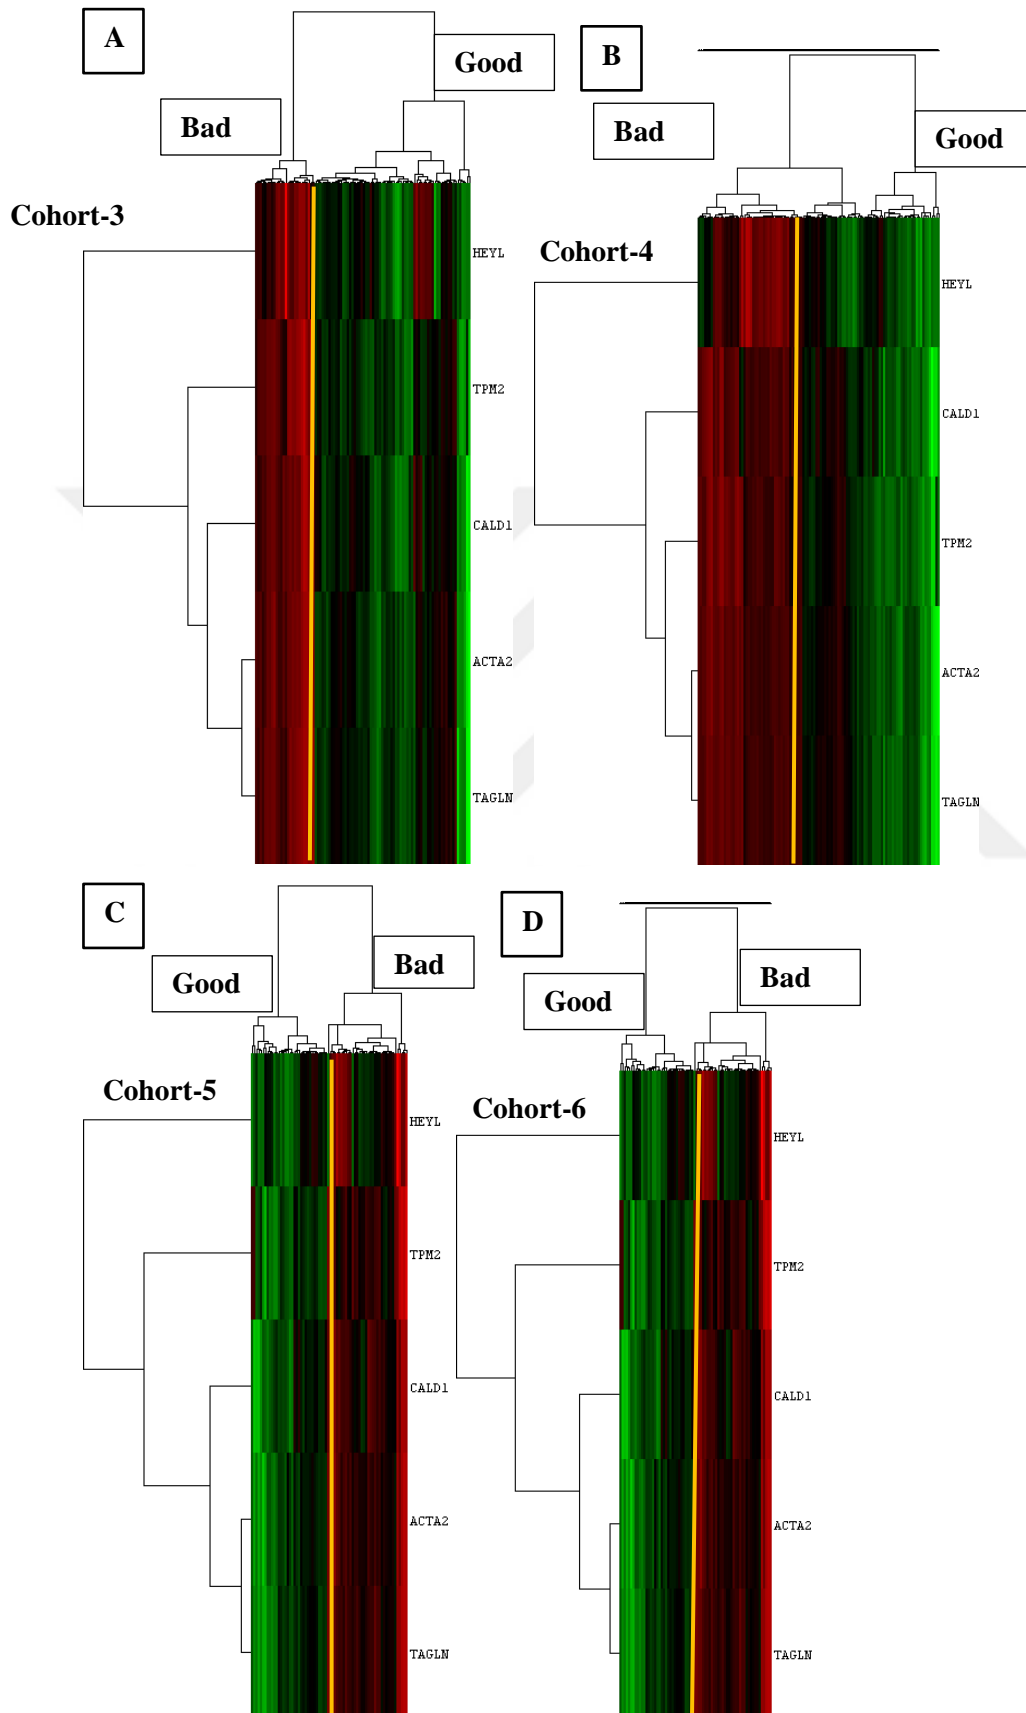 A
Good
Bad
Cohort-3
HEYL
TPM2
CALD1
ACTA2
TAGLN
B
Bad
Good
Cohort-4
HEYL
CALD1
TPM2
ACTA2
TAGLN
C
Good
Bad
Cohort-5
HEYL
TPM2
CALD1
ACTA2
TAGLN
D
Good
Bad
Cohort-6
HEYL
TPM2
CALD1
ACTA2
TAGLN